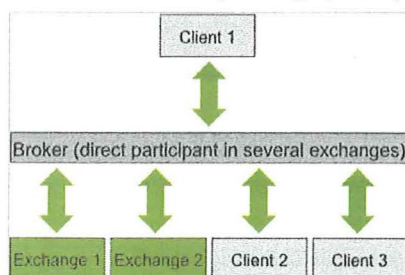 Client 1
Broker (direct participant in several exchanges)
Exchange 1 Exchange 2 Client 2 Client 3